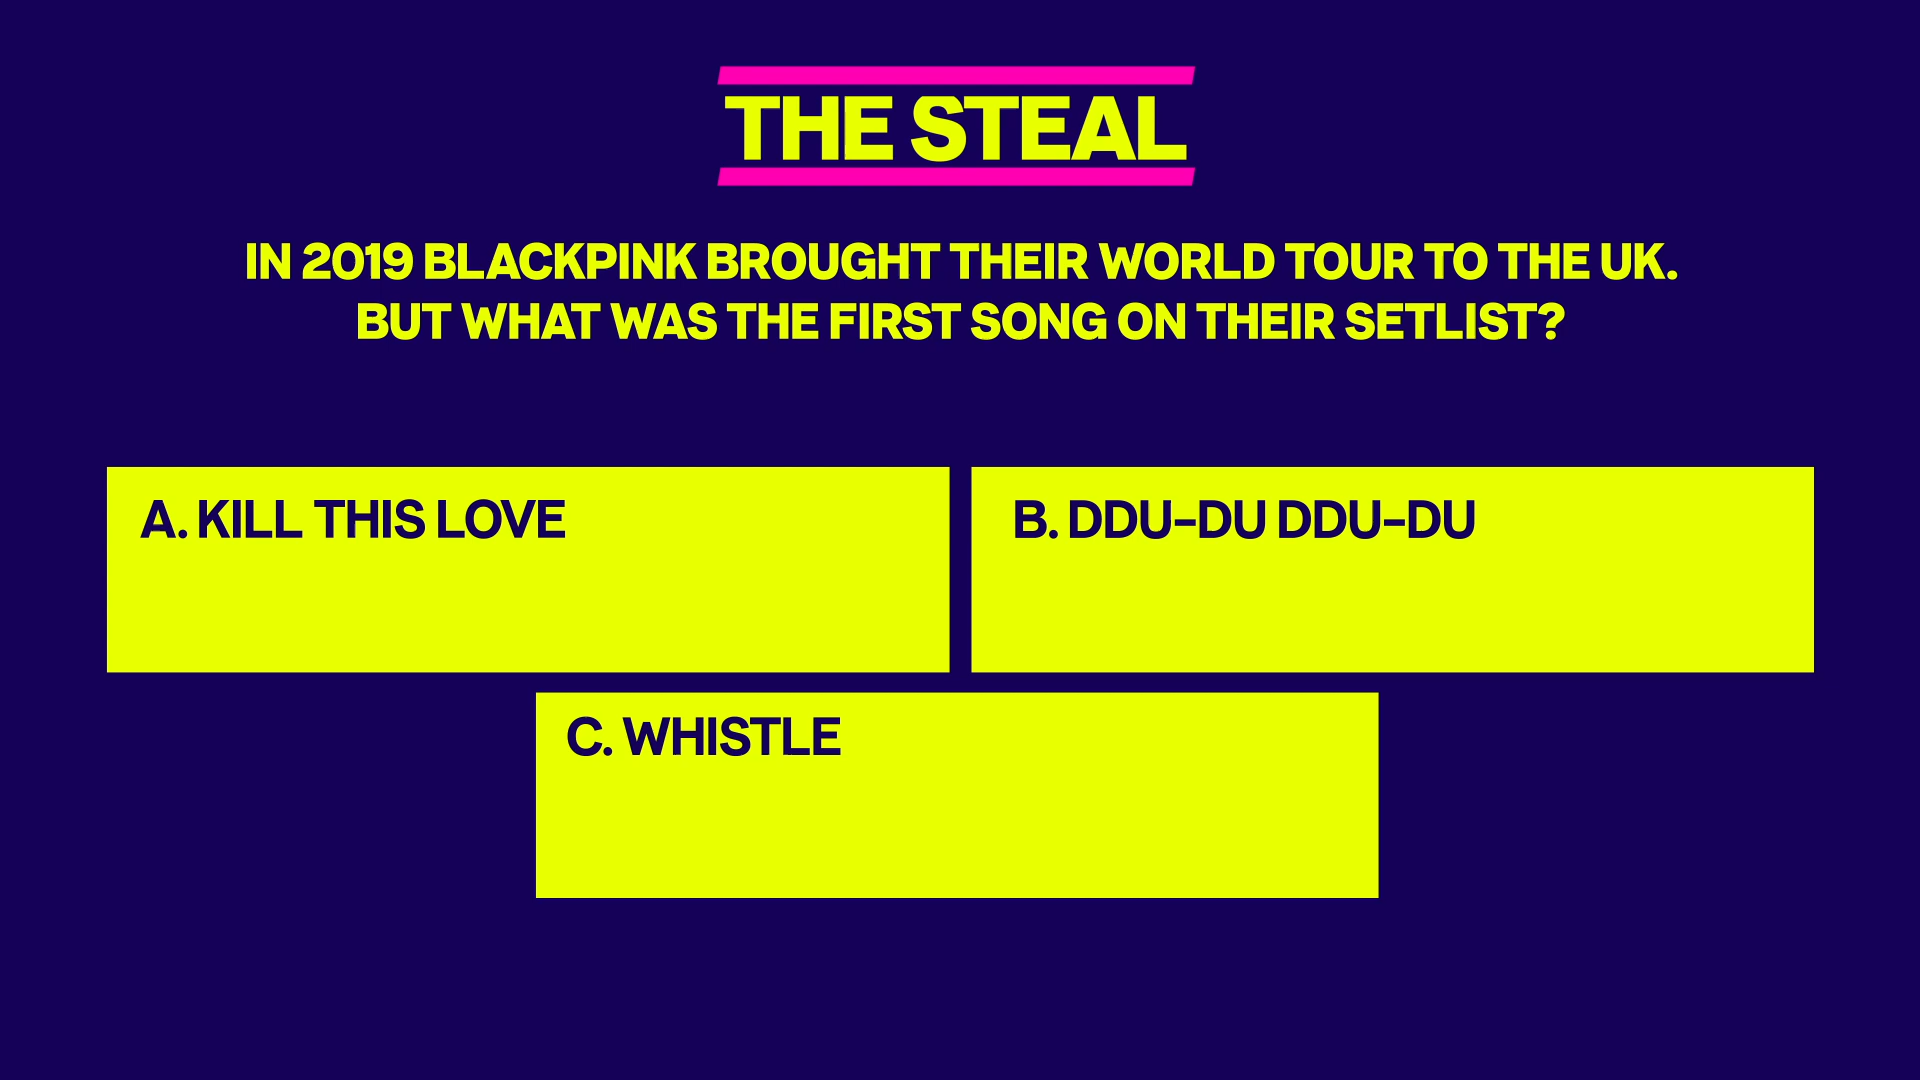 THE STEAL
IN 2019 BLACKPINK BROUGHT THEIR WORLD TOUR TO THE UK.
BUT WHAT WAS THE FIRST SONG ON THEIR SETLIST?
A. KILL THIS LOVE
B. DDU-DU DDU-DU
C. WHISTLE